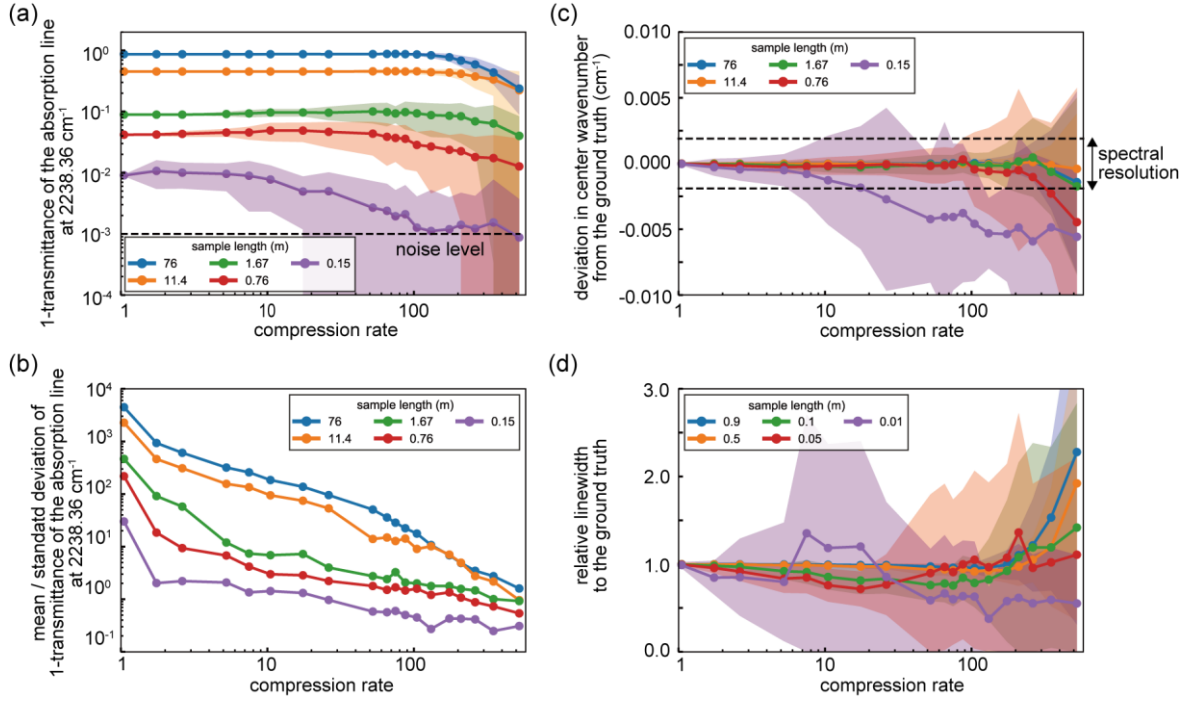 (a)
1-transmittance of the absorption line
at 2238.36 cm⁻¹
10⁰
10⁻¹
10⁻²
10⁻³
10⁻⁴
noise level
sample length (m)
76 1.67 0.15
11.4 0.76
1 10 100
compression rate
(c)
deviation in center wavenumber
from the ground truth (cm⁻¹)
0.010
0.005
0.000
-0.005
-0.010
sample length (m)
76 1.67 0.15
11.4 0.76
spectral
resolution
1 10 100
compression rate
(b)
mean / standatd deviation of
1-transmittance of the absorption line
at 2238.36 cm⁻¹
10⁴
10³
10²
10¹
10⁰
10⁻¹
sample length (m)
76 1.67 0.15
11.4 0.76
1 10 100
compression rate
(d)
relative linewidth
to the ground truth
3.0
2.0
1.0
0.0
sample length (m)
0.9 0.1 0.01
0.5 0.05
1 10 100
compression rate